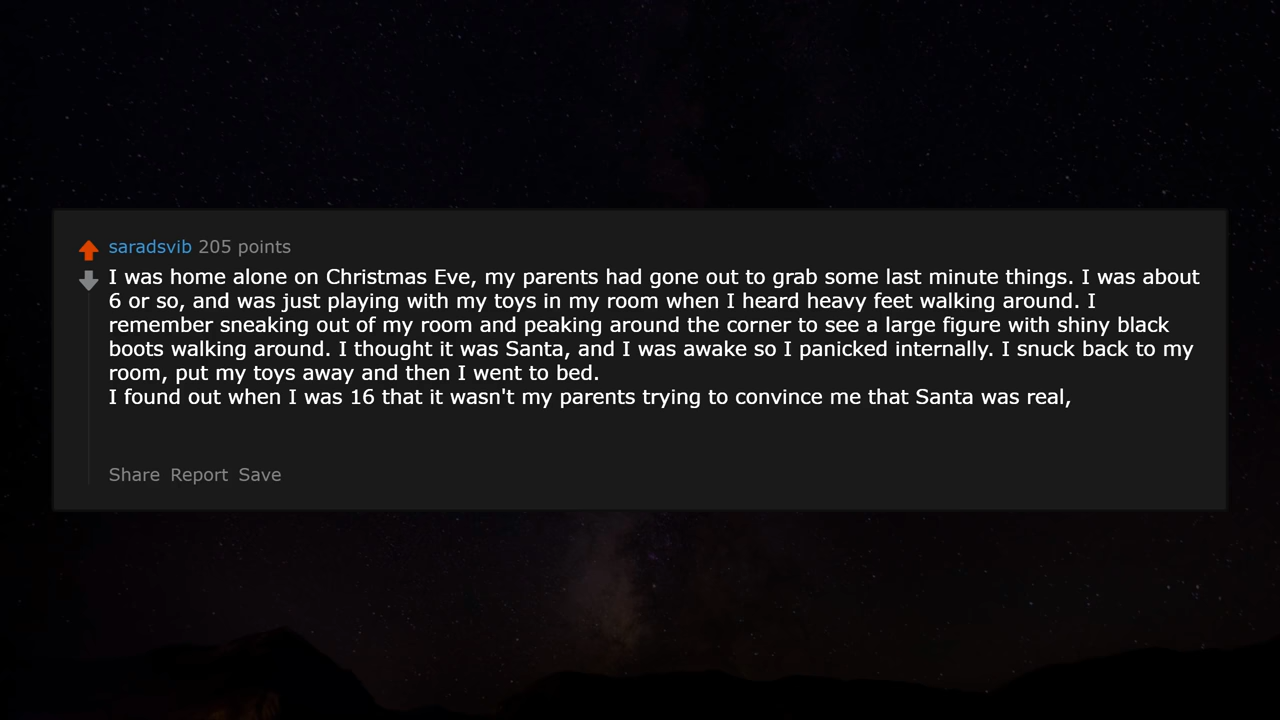 saradsvib 205 points
I was home alone on Christmas Eve, my parents had gone out to grab some last minute things. I was about
6 or so, and was just playing with my toys in my room when I heard heavy feet walking around. I
remember sneaking out of my room and peaking around the corner to see a large figure with shiny black
boots walking around. I thought it was Santa, and I was awake so I panicked internally. I snuck back to my
room, put my toys away and then I went to bed.
I found out when I was 16 that it wasn't my parents trying to convince me that Santa was real,
Share Report Save